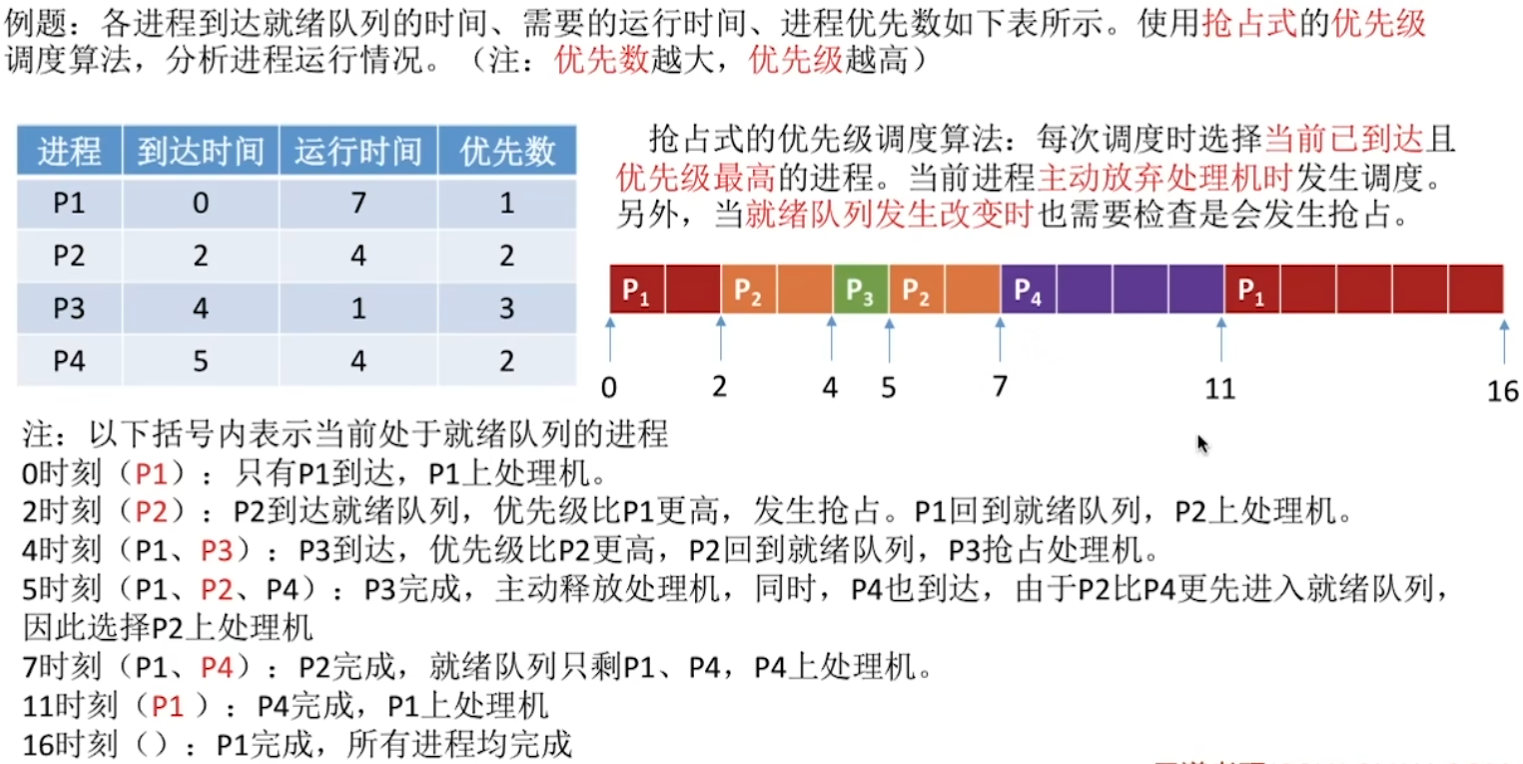 例题：各进程到达就绪队列的时间、需要的运行时间、进程优先数如下表所示。使用抢占式的优先级
调度算法，分析进程运行情况。（注：优先数越大，优先级越高）
进程 到达时间 运行时间 优先数
P1 0 7 1
P2 2 4 2
P3 4 1 3
P4 5 4 2
抢占式的优先级调度算法：每次调度时选择当前已到达且
优先级最高的进程。当前进程主动放弃处理机时发生调度。
另外，当就绪队列发生改变时也需要检查是会发生抢占。
P1 P2 P3 P2 P4 P1
0 2 4 5 7 11 16
注：以下括号内表示当前处于就绪队列的进程
0时刻（P1）：只有P1到达，P1上处理机。
2时刻（P2）：P2到达就绪队列，优先级比P1更高，发生抢占。P1回到就绪队列，P2上处理机。
4时刻（P1、P3）：P3到达，优先级比P2更高，P2回到就绪队列，P3抢占处理机。
5时刻（P1、P2、P4）：P3完成，主动释放处理机，同时，P4也到达，由于P2比P4更先进入就绪队列，
因此选择P2上处理机
7时刻（P1、P4）：P2完成，就绪队列只剩P1、P4，P4上处理机。
11时刻（P1 ）：P4完成，P1上处理机
16时刻（）：P1完成，所有进程均完成